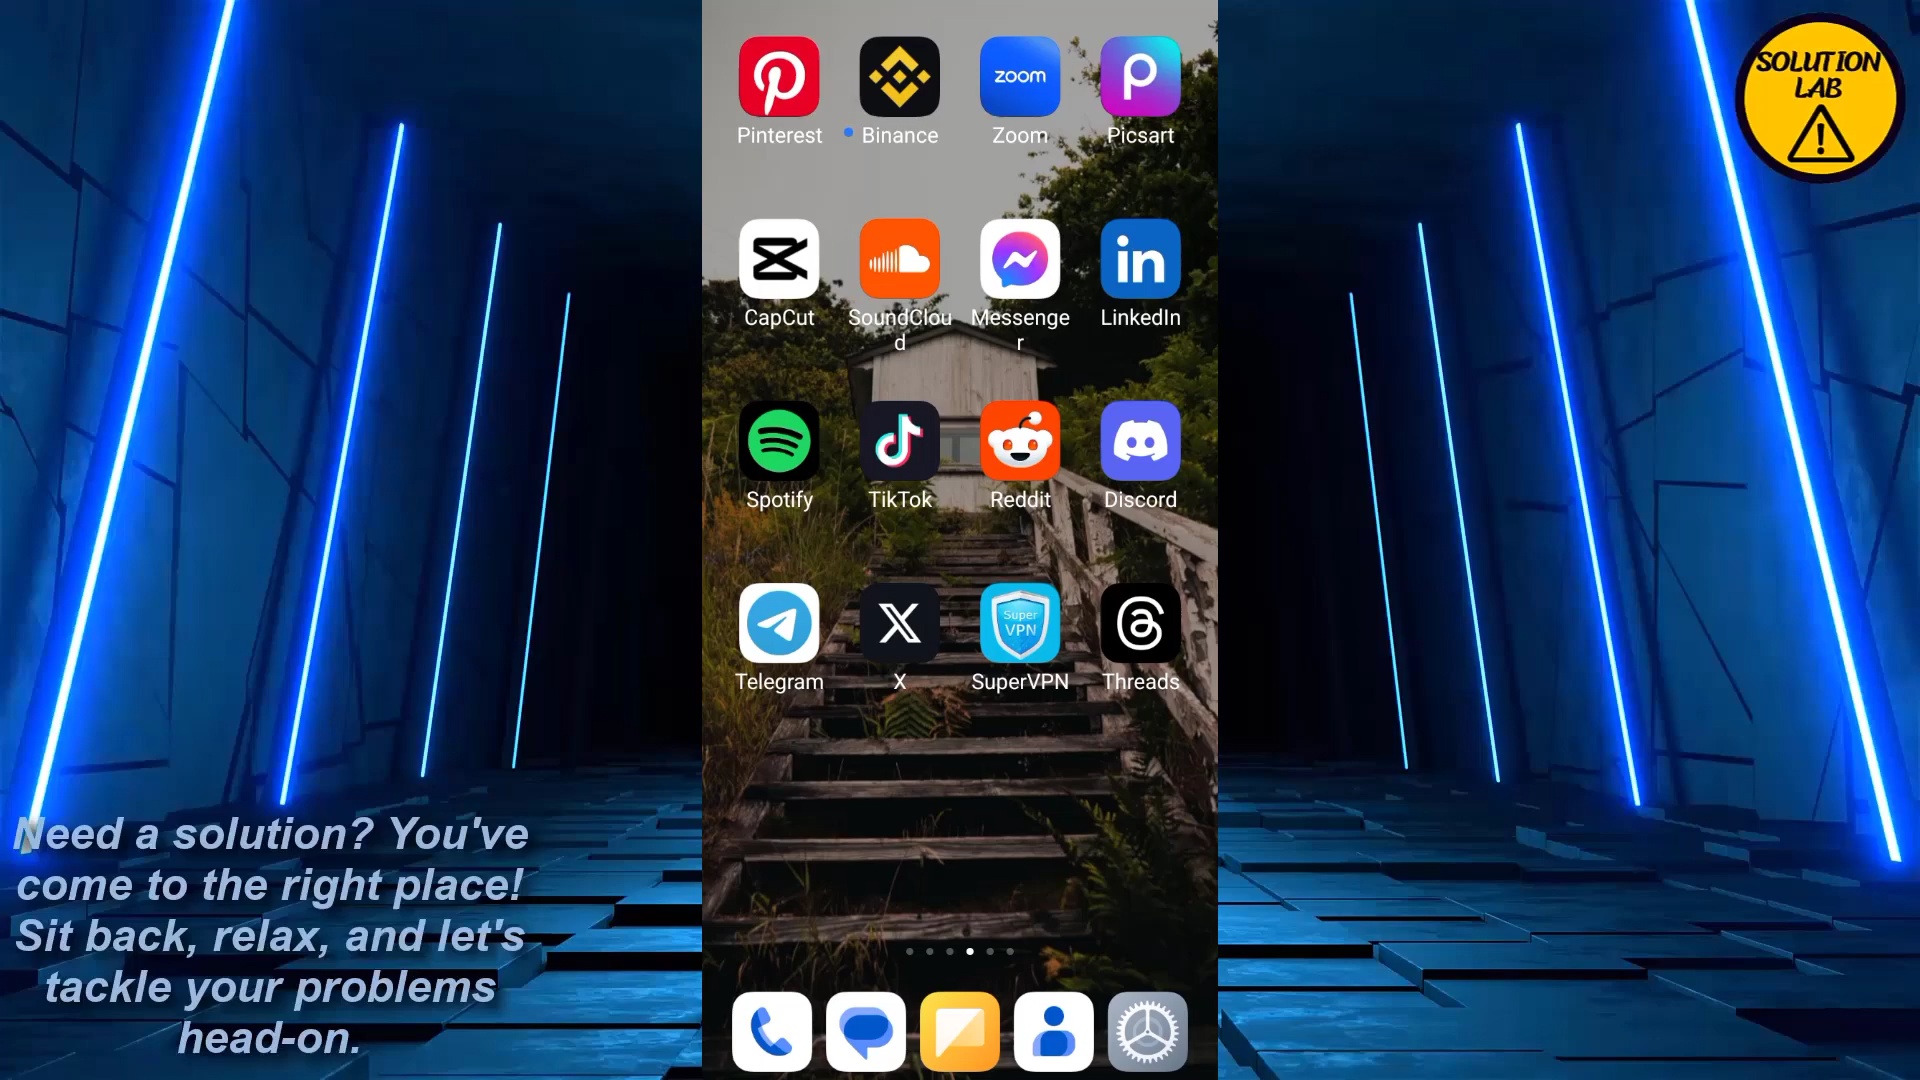 SOLUTION
LAB
zoom
Pinterest
Binance
Zoom
Picsart
in
CapCut
SoundClou
d
Messenge
r
LinkedIn
Spotify
TikTok
Reddit
Discord
Super
VPN
Telegram
X
SuperVPN
Threads
Need a solution? You've
come to the right place!
Sit back, relax, and let's
tackle your problems
head-on.